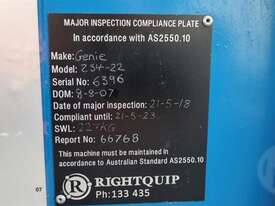 MAJOR INSPECTION COMPLIANCE PLATE
In accordance with AS2550.10
Make: Genie
Model: Z34-22
Serial No: 6396
DOM: 8-8-07
Date of major inspection: 21-5-18
Compliant until: 21-5-23
SWL: 227KG
Report No: 66768
This machine must be maintained in
accordance to Australian Standard AS2550.10
R RIGHTQUIP
Ph:133 435
07